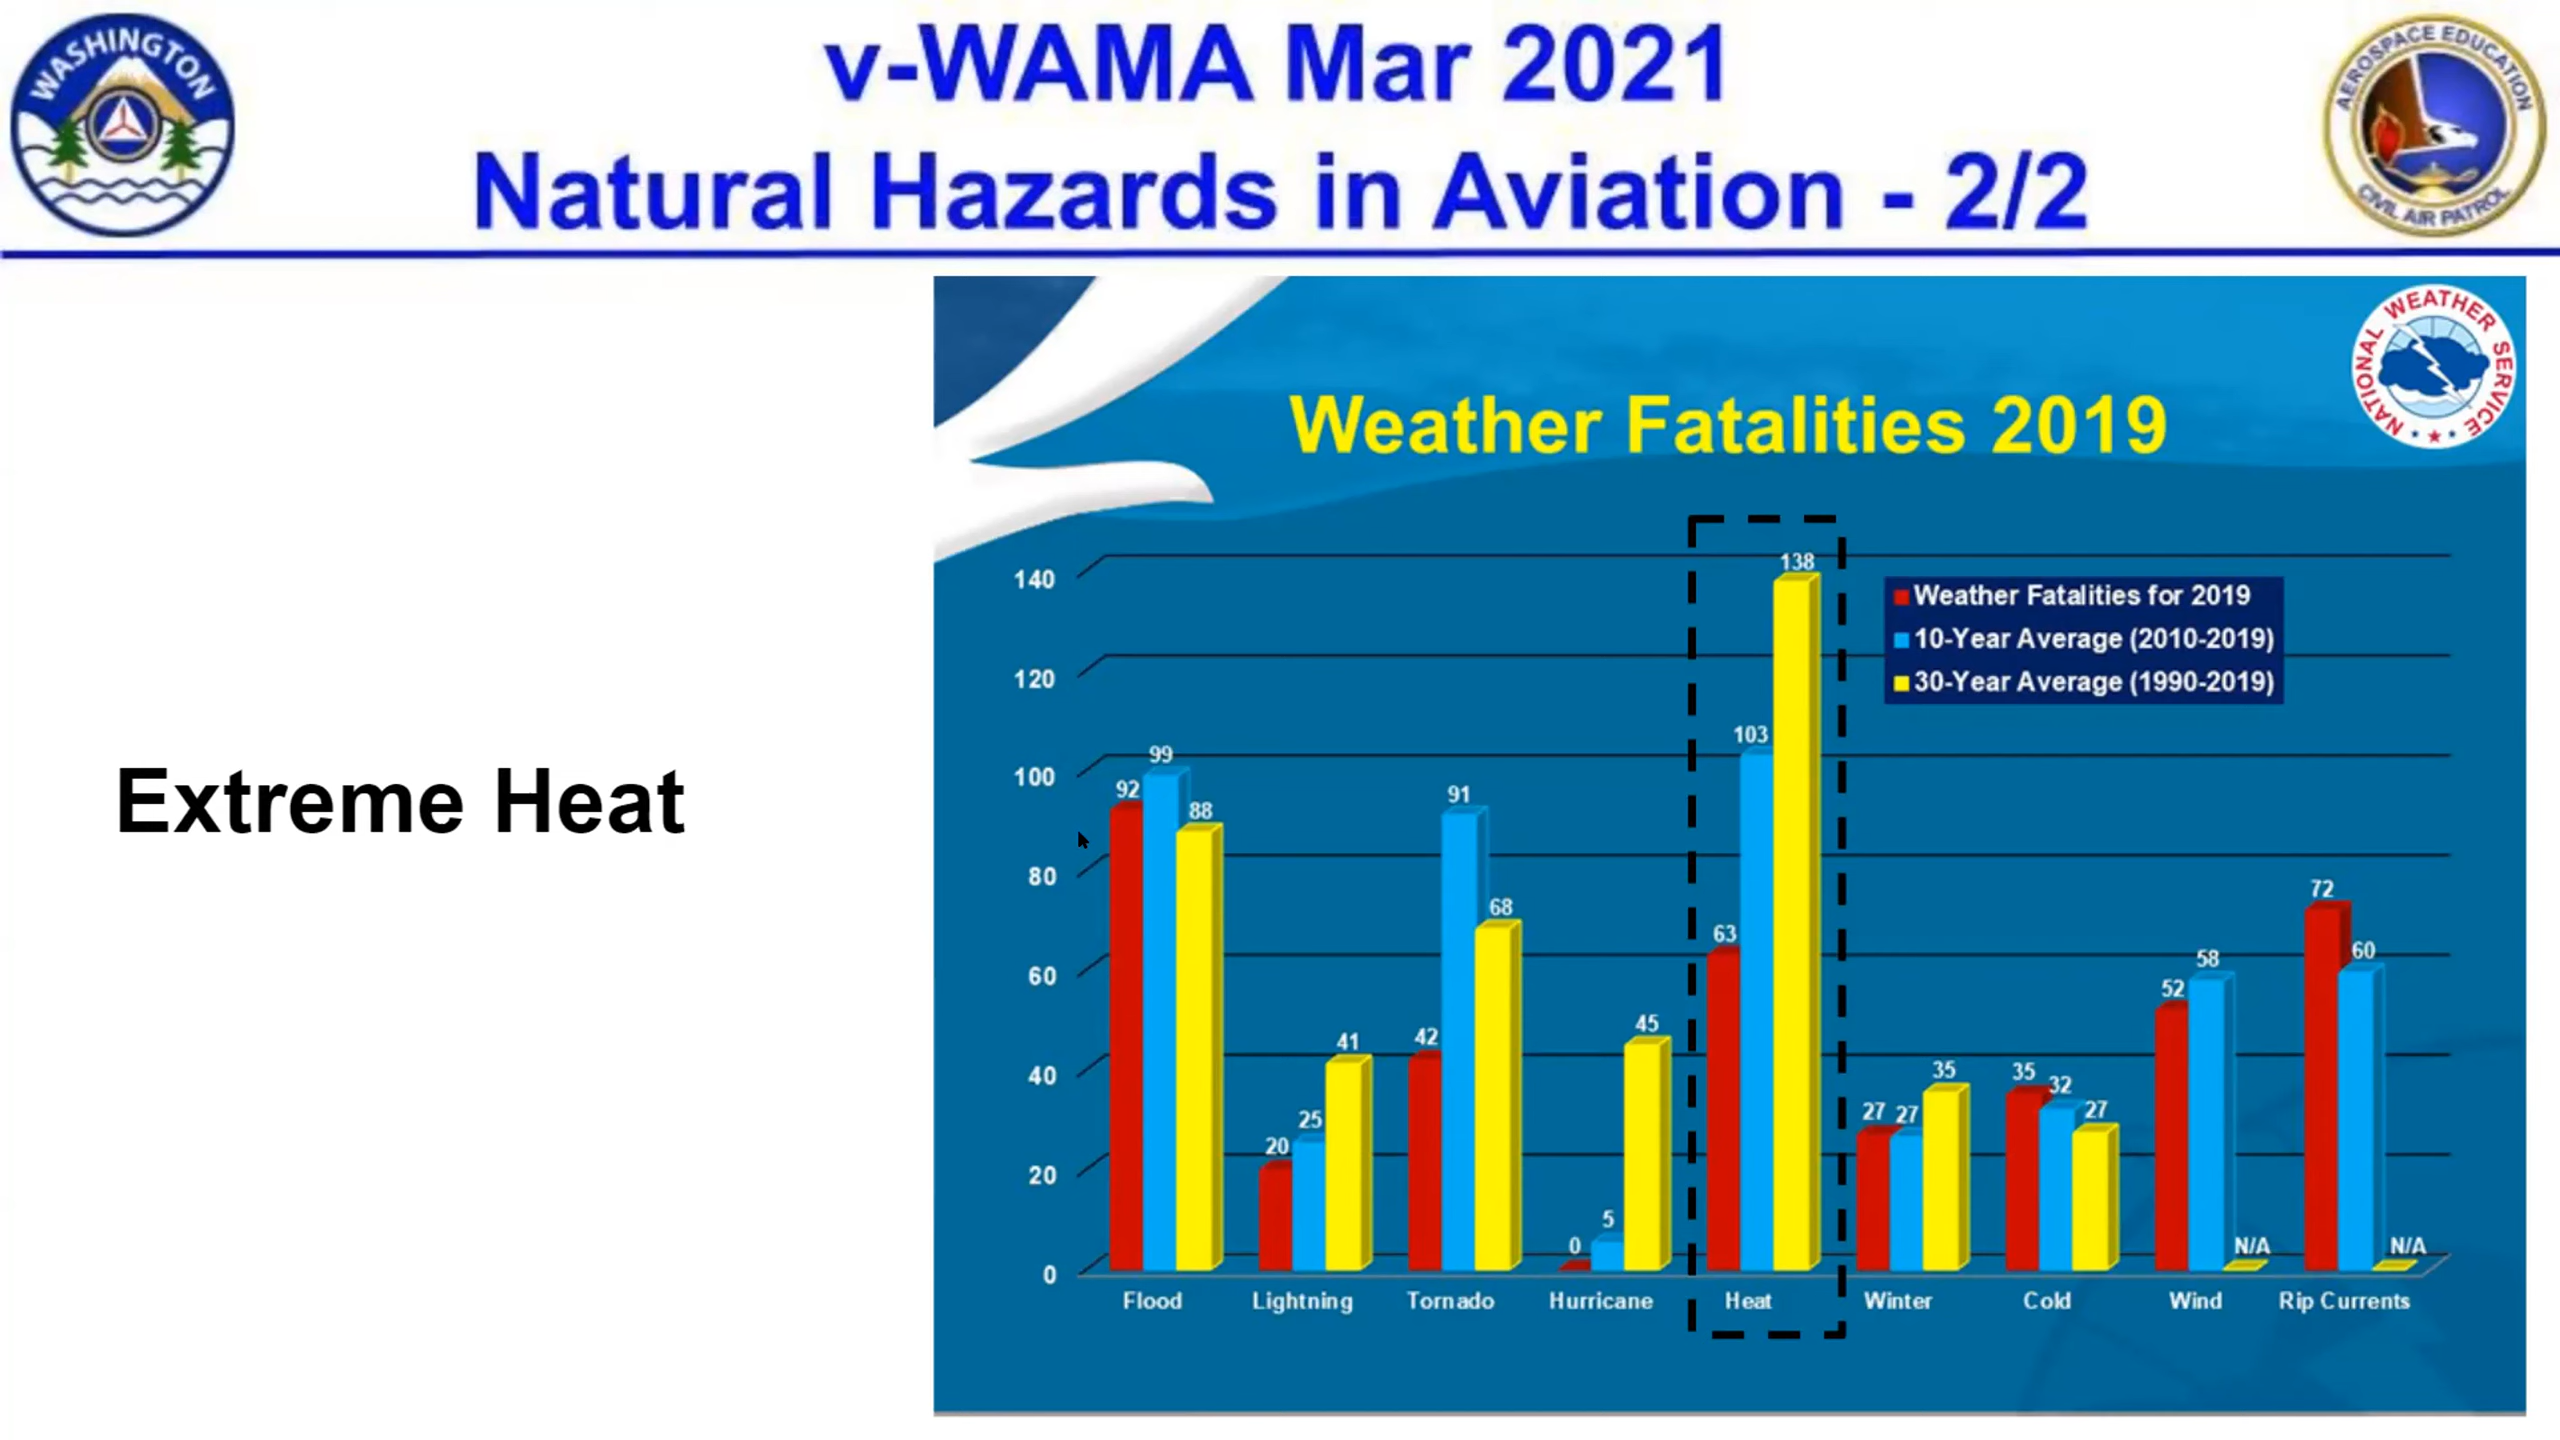 v-WAMA Mar 2021
Natural Hazards in Aviation - 2/2
WASHINGTON
AEROSPACE EDUCATION
CIVIL AIR PATROL
Extreme Heat
NATIONAL WEATHER SERVICE
Weather Fatalities 2019
Weather Fatalities for 2019
10-Year Average (2010-2019)
30-Year Average (1990-2019)
140
120
100
80
60
40
20
0
92 99 88
20 25 41
42 91 68
0 5 45
63 103 138
27 27 35
35 32 27
52 58 N/A
72 60 N/A
Flood Lightning Tornado Hurricane Heat Winter Cold Wind Rip Currents